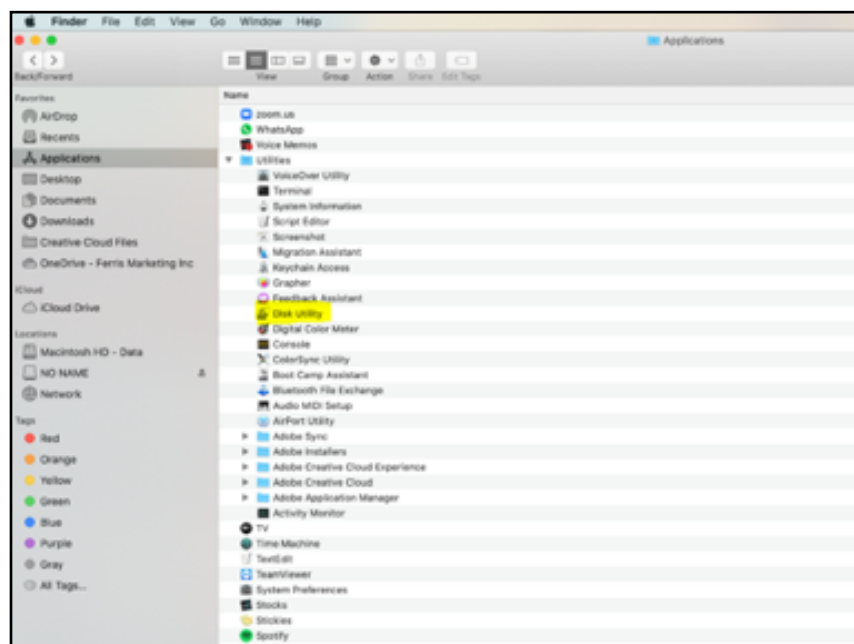 Finder File Edit View Go Window Help
Applications
Back/Forward View Group Action Share Edit Tags
Favorites
AirDrop
Recents
Applications
Desktop
Documents
Downloads
Creative Cloud Files
OneDrive - Ferris Marketing Inc
iCloud
iCloud Drive
Locations
Macintosh HD - Data
NO NAME
Network
Tags
Red
Orange
Yellow
Green
Blue
Purple
Gray
All Tags...
Name
zoom.us
WhatsApp
Voice Memos
Utilities
VoiceOver Utility
Terminal
System Information
Script Editor
Screenshot
Migration Assistant
Keychain Access
Grapher
Feedback Assistant
Disk Utility
Digital Color Meter
Console
ColorSync Utility
Boot Camp Assistant
Bluetooth File Exchange
Audio MIDI Setup
AirPort Utility
Adobe Sync
Adobe Installers
Adobe Creative Cloud Experience
Adobe Creative Cloud
Adobe Application Manager
Activity Monitor
TV
Time Machine
TextEdit
TeamViewer
System Preferences
Stocks
Stickies
Spotify